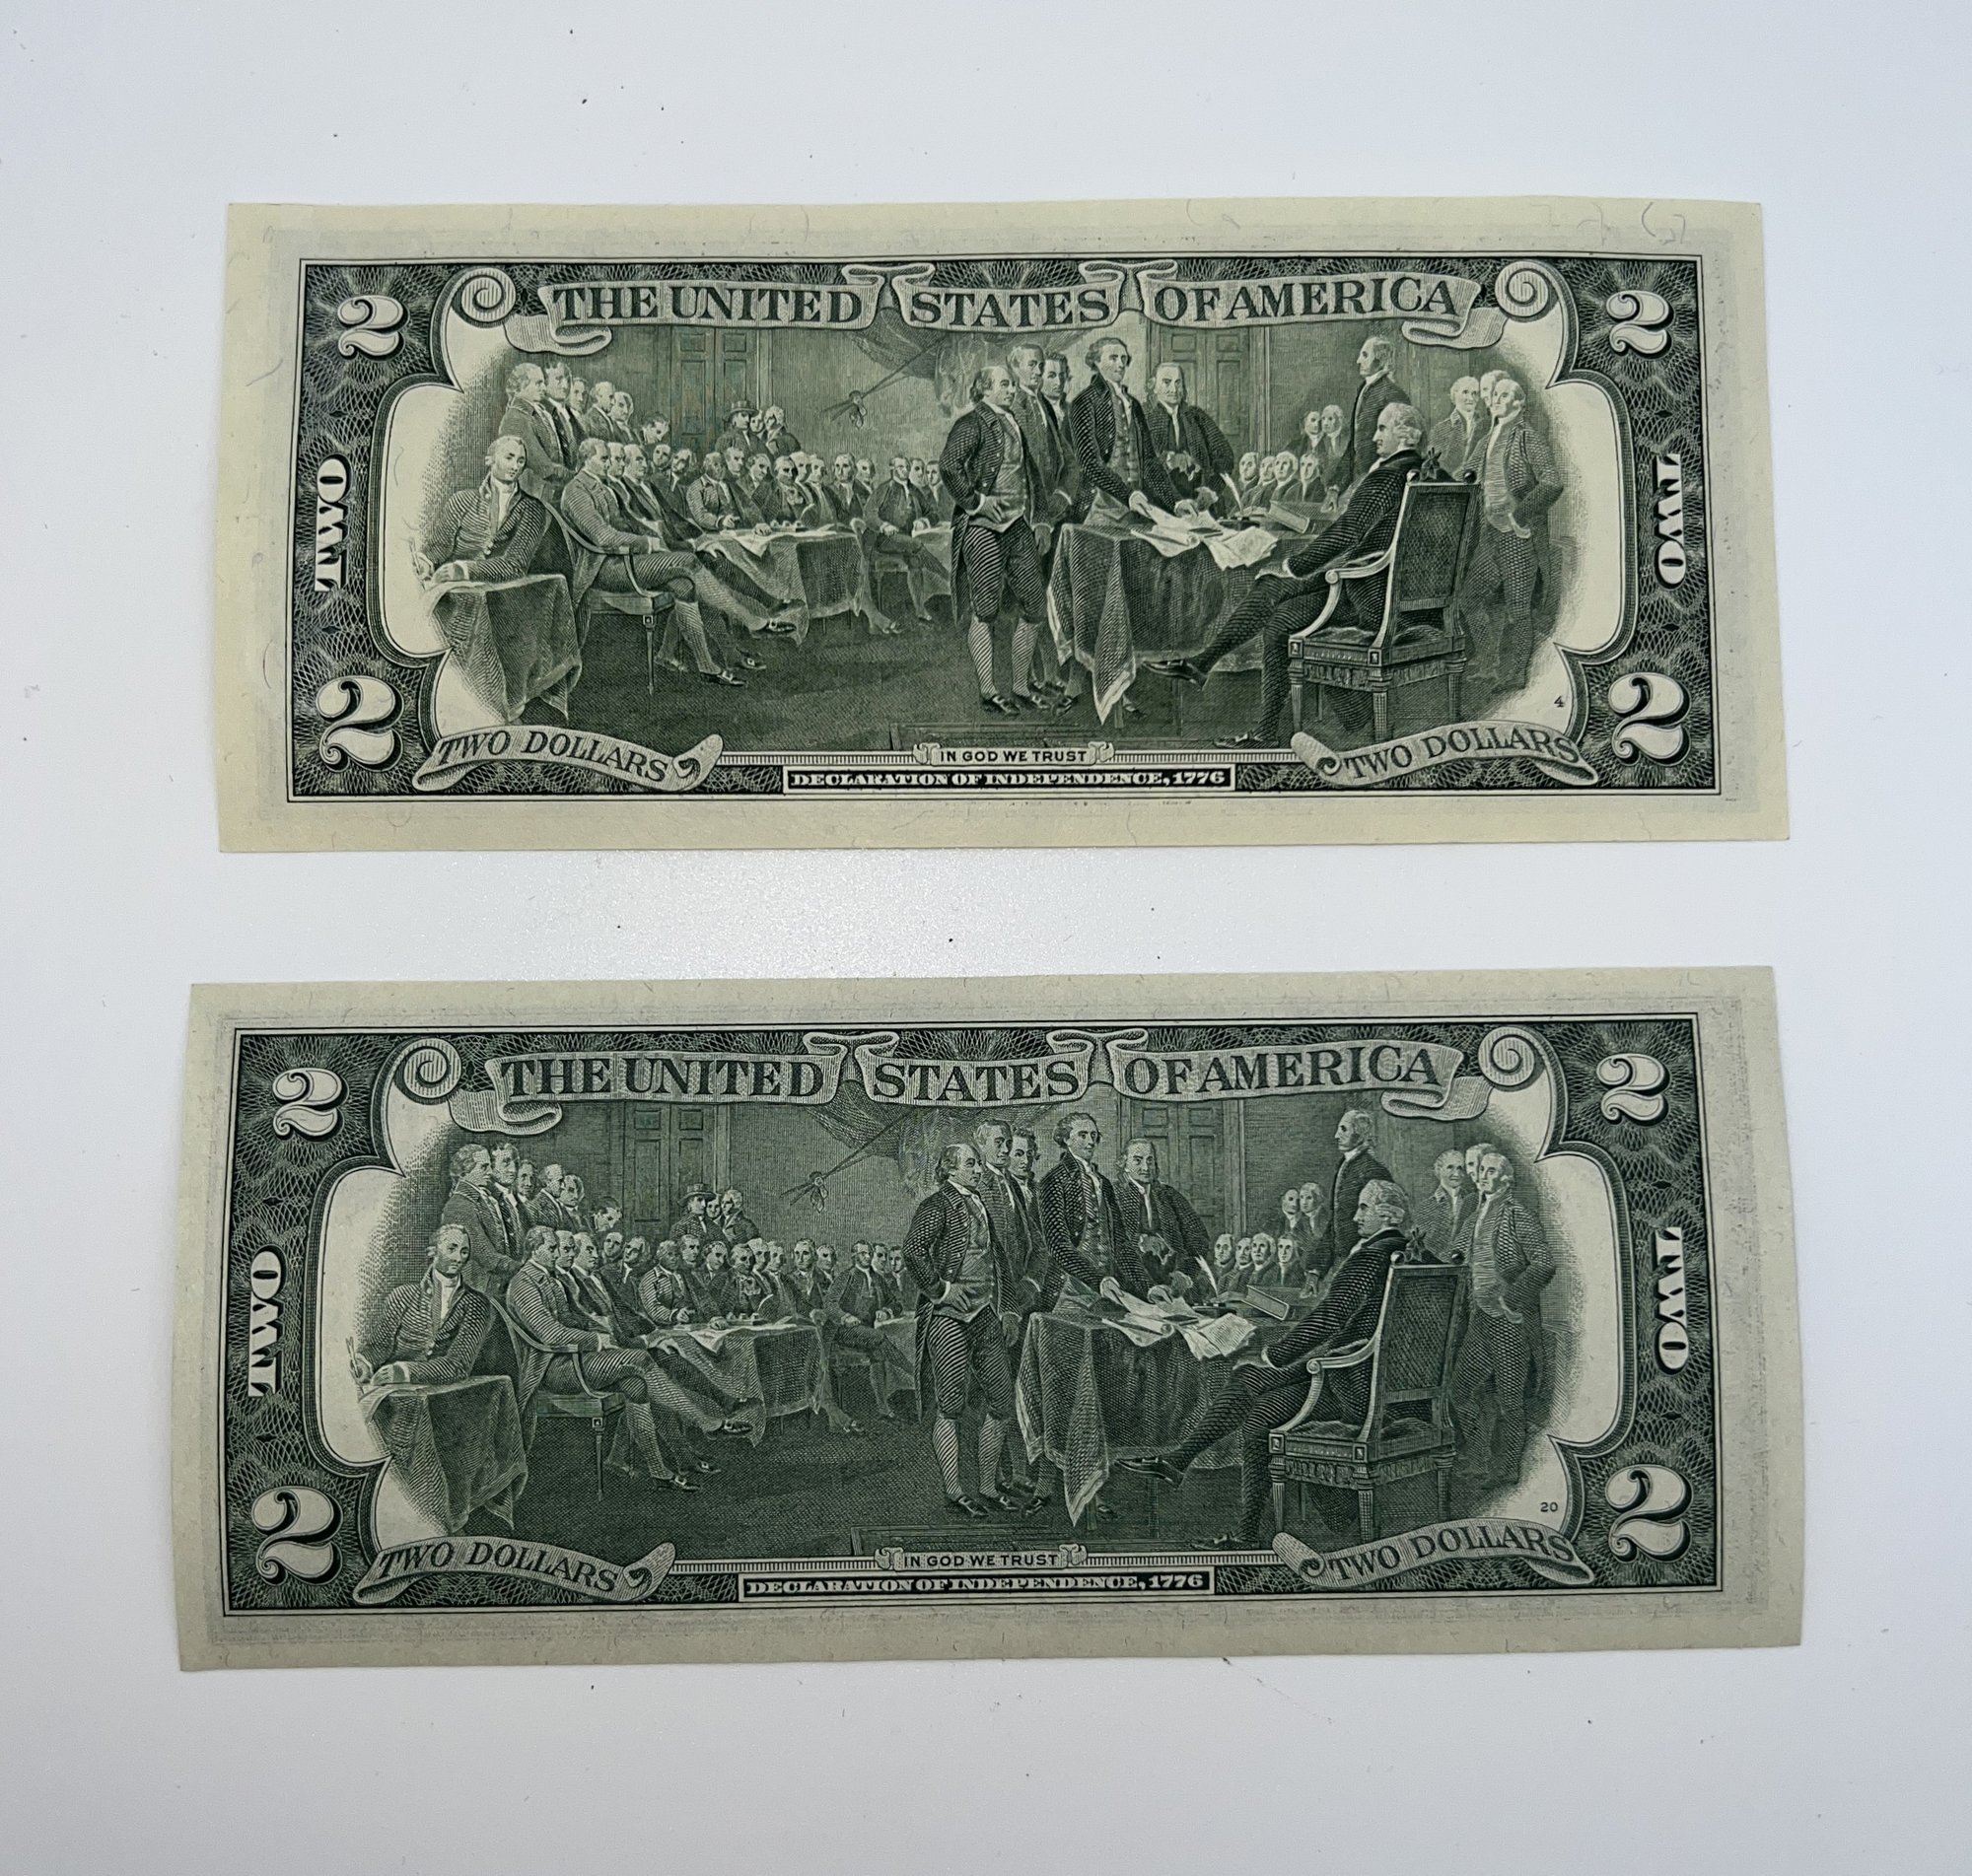 THE UNITED STATES OF AMERICA
2 2
TWO TWO
2 2
4
TWO DOLLARS IN GOD WE TRUST TWO DOLLARS
DECLARATION OF INDEPENDENCE, 1776
THE UNITED STATES OF AMERICA
2 2
TWO TWO
2 2
20
TWO DOLLARS IN GOD WE TRUST TWO DOLLARS
DECLARATION OF INDEPENDENCE, 1776